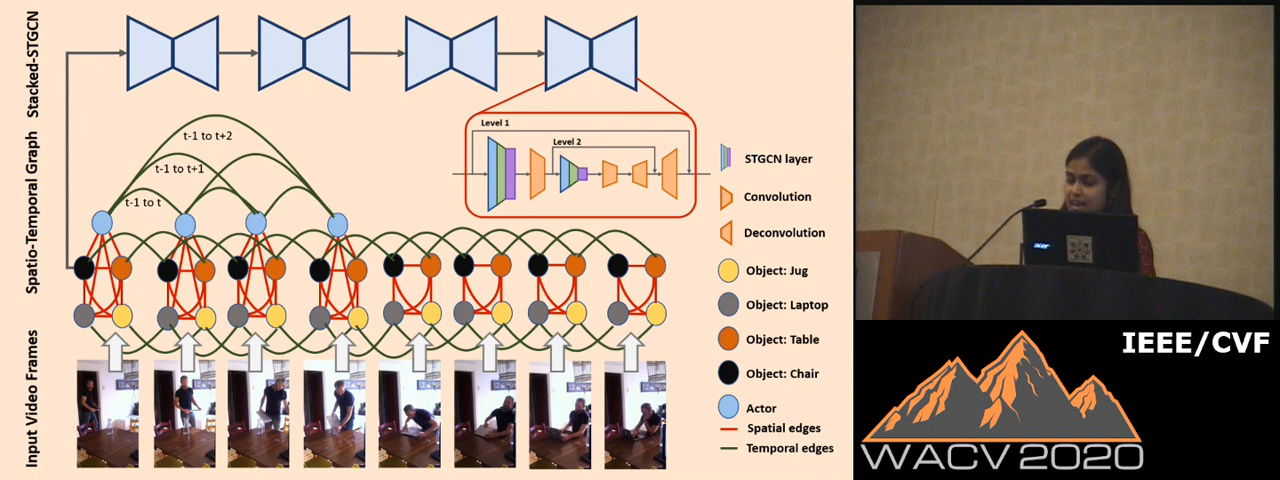 Stacked-STGCN
Spatio-Temporal Graph
Input Video Frames
t-1 to t+2
t-1 to t+1
t-1 to t
Level 1
Level 2
STGCN layer
Convolution
Deconvolution
Object: Jug
Object: Laptop
Object: Table
Object: Chair
Actor
Spatial edges
Temporal edges
acer
IEEE/CVF
WACV 2020